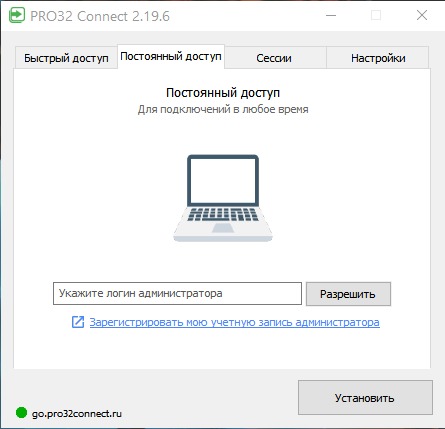 PRO32 Connect 2.19.6
Быстрый доступ
Постоянный доступ
Сессии
Настройки
Постоянный доступ
Для подключений в любое время
Укажите логин администратора
Разрешить
Зарегистрировать мою учетную запись администратора
Установить
go.pro32connect.ru